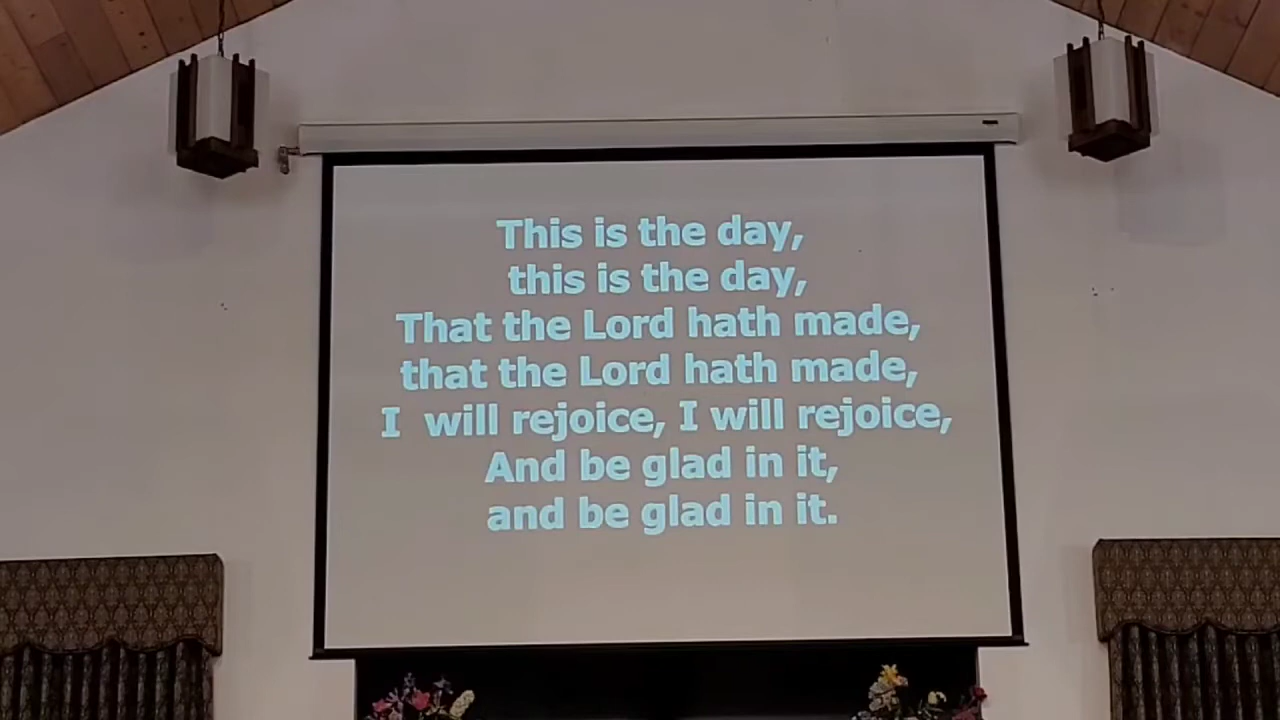 This is the day,
this is the day,
That the Lord hath made,
that the Lord hath made,
I  will rejoice, I will rejoice,
And be glad in it,
and be glad in it.